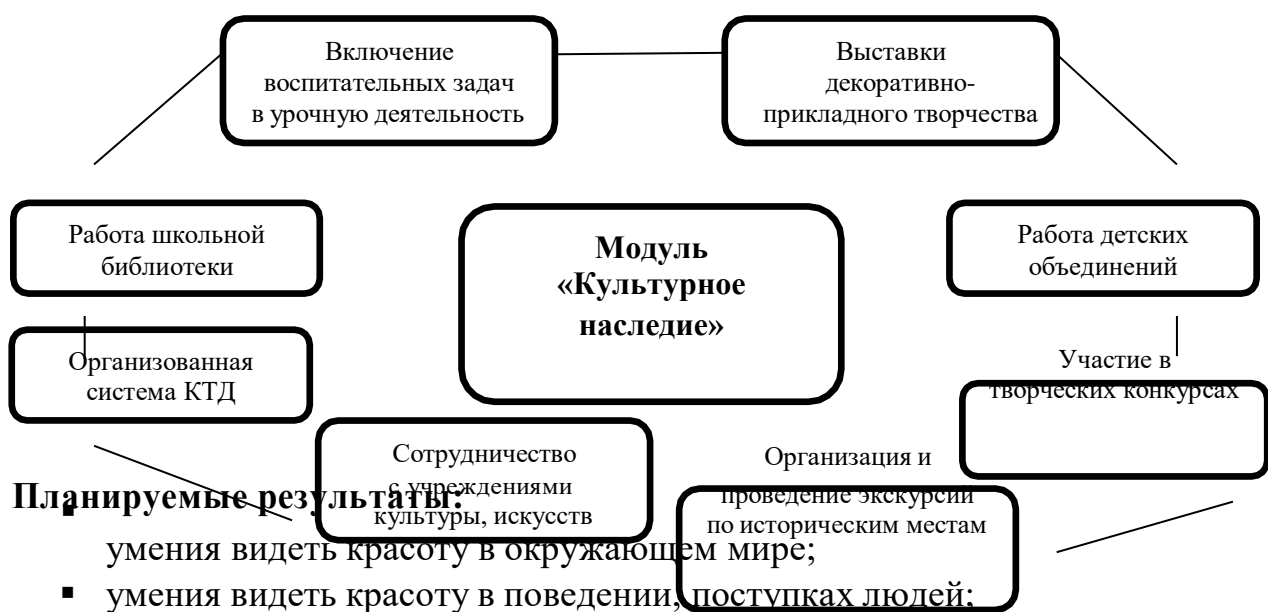 Включение
воспитательных задач
в урочную деятельность
Выставки
декоративно-
прикладного творчества
Работа школьной
библиотеки
Модуль
«Культурное
наследие»
Работа детских
объединений
Организованная
система КТД
Участие в
творческих конкурсах
Сотрудничество
с учреждениями
культуры, искусств
Организация и
проведение экскурсий
по историческим местам
Планируемые результаты:
умения видеть красоту в окружающем мире;
умения видеть красоту в поведении, поступках людей;